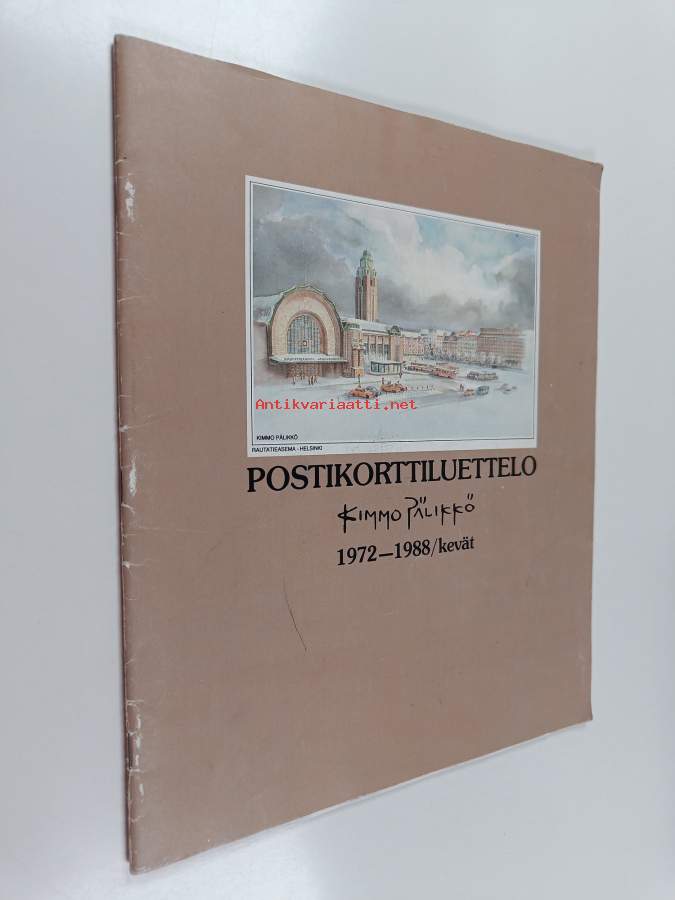 Antikvariaatti.net
KIMMO PÄLIKKÖ
RAUTATIEASEMA - HELSINKI
POSTIKORTTILUETTELO
KIMMO PÄLIKKÖ
1972—1988/kevät